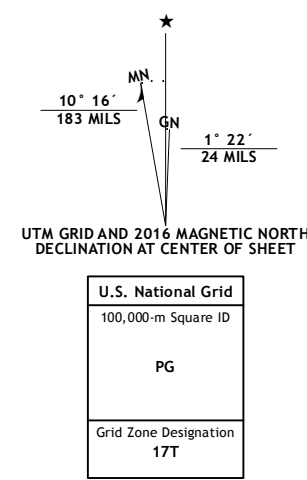 ★
MN
10° 16´
183 MILS
GN
1° 22´
24 MILS
UTM GRID AND 2016 MAGNETIC NORTH
DECLINATION AT CENTER OF SHEET
U.S. National Grid
100,000-m Square ID
PG
Grid Zone Designation
17T